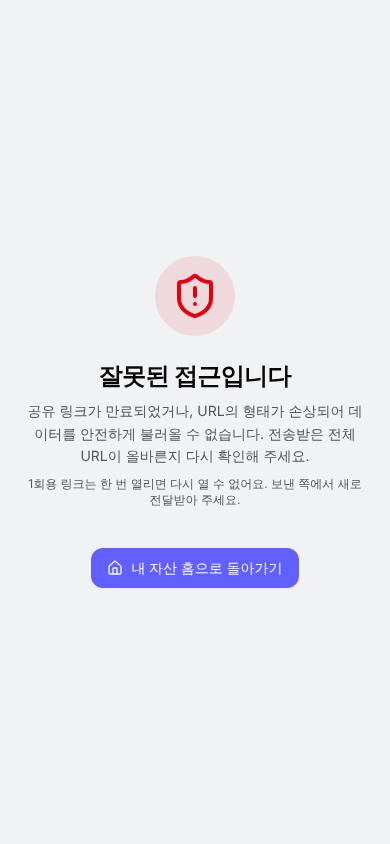 잘못된 접근입니다
공유 링크가 만료되었거나, URL의 형태가 손상되어 데
이터를 안전하게 불러올 수 없습니다. 전송받은 전체
URL이 올바른지 다시 확인해 주세요.
1회용 링크는 한 번 열리면 다시 열 수 없어요. 보낸 쪽에서 새로
전달받아 주세요.
내 자산 홈으로 돌아가기